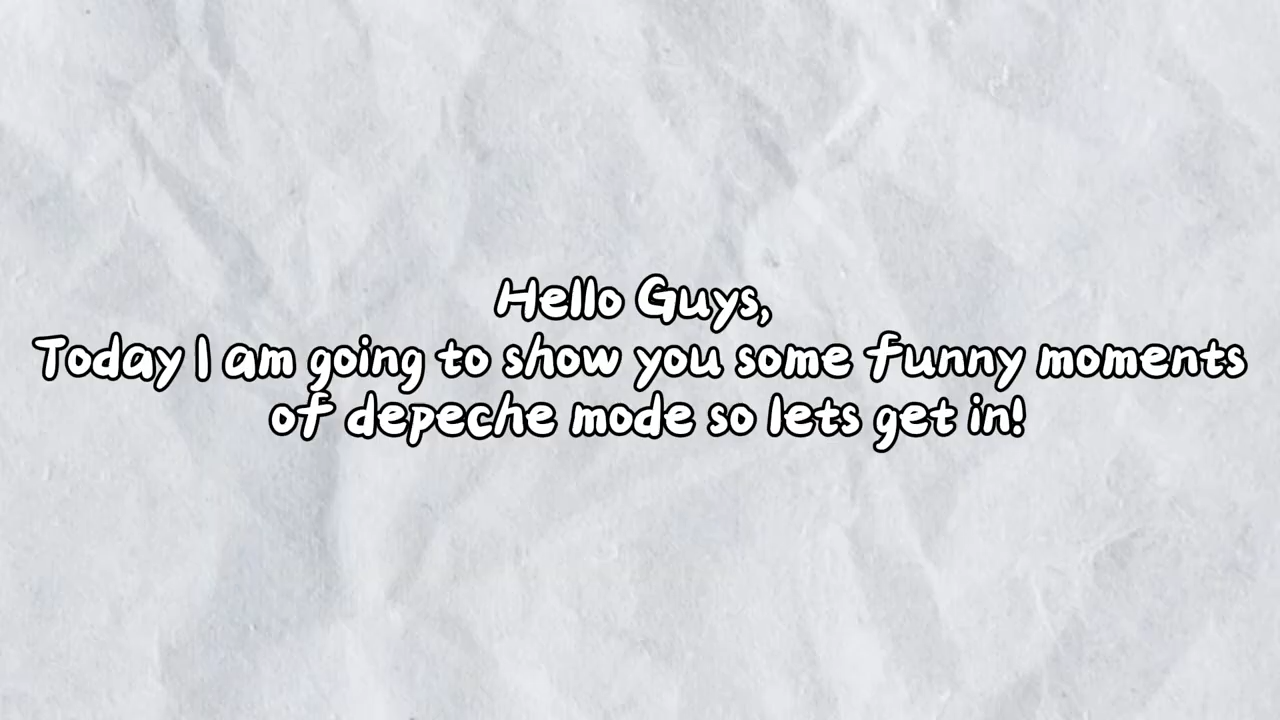 Hello Guys,
Today I am going to show you some funny moments
of depeche mode so lets get in!